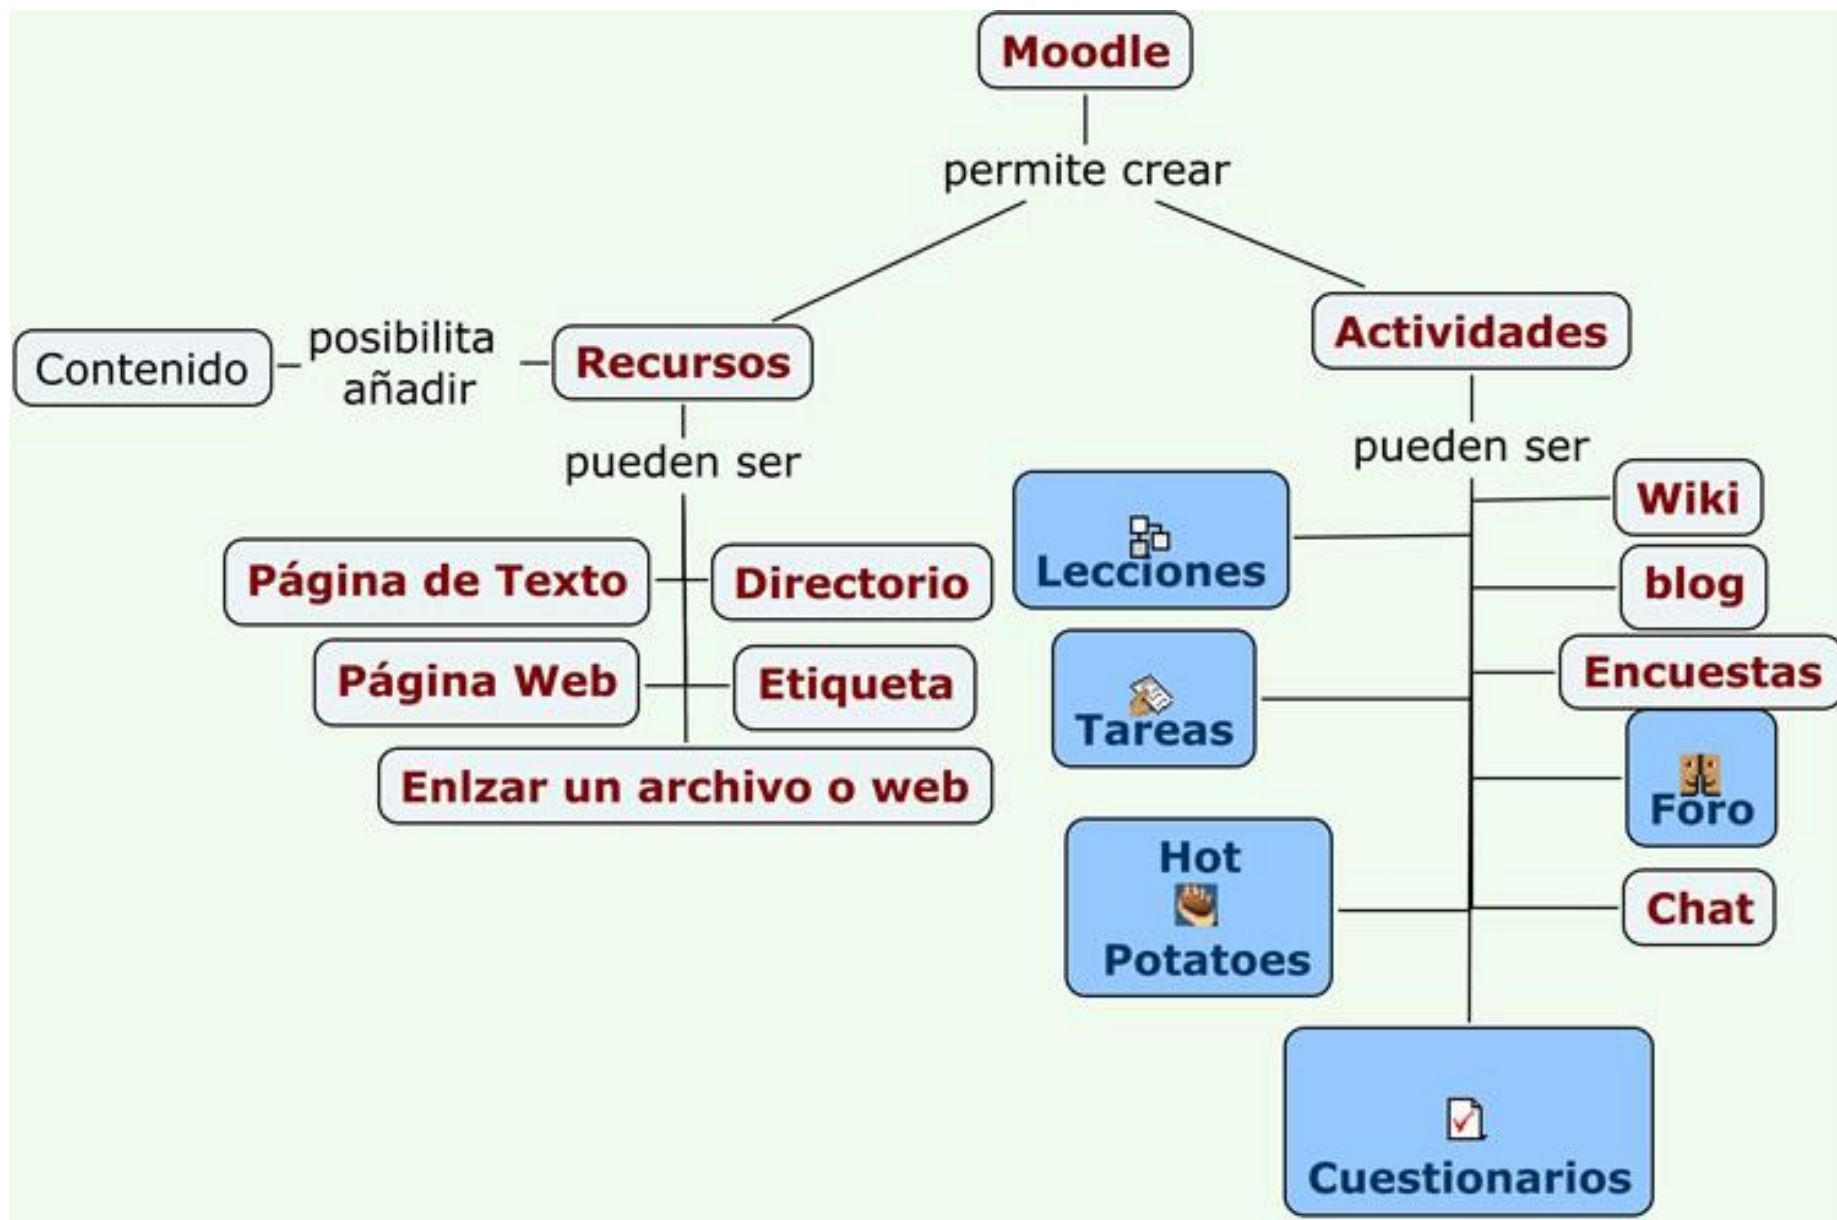 Moodle
permite crear
Contenido
posibilita
añadir
Recursos
Actividades
pueden ser
pueden ser
Página de Texto
Directorio
Página Web
Etiqueta
Enlzar un archivo o web
Lecciones
Wiki
blog
Encuestas
Tareas
Foro
Hot
Potatoes
Chat
Cuestionarios